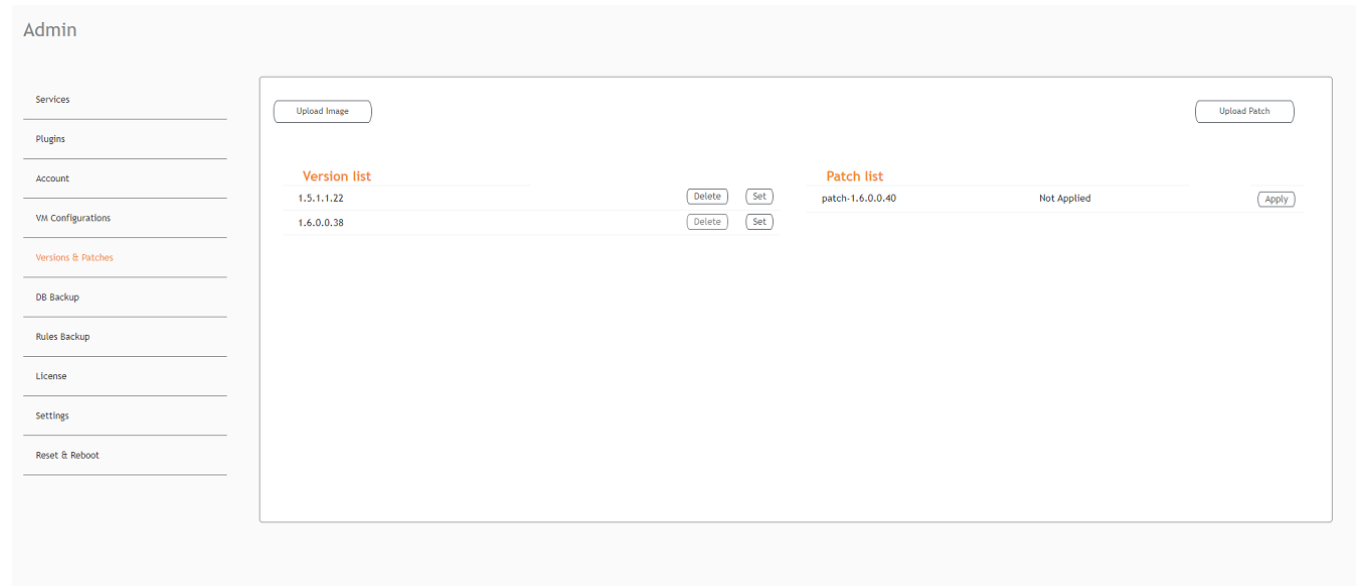 Admin
Services
Plugins
Account
VM Configurations
Versions & Patches
DB Backup
Rules Backup
License
Settings
Reset & Reboot
Upload Image
Upload Patch
Version list
1.5.1.1.22 Delete Set
1.6.0.0.38 Delete Set
Patch list
patch-1.6.0.0.40 Not Applied Apply